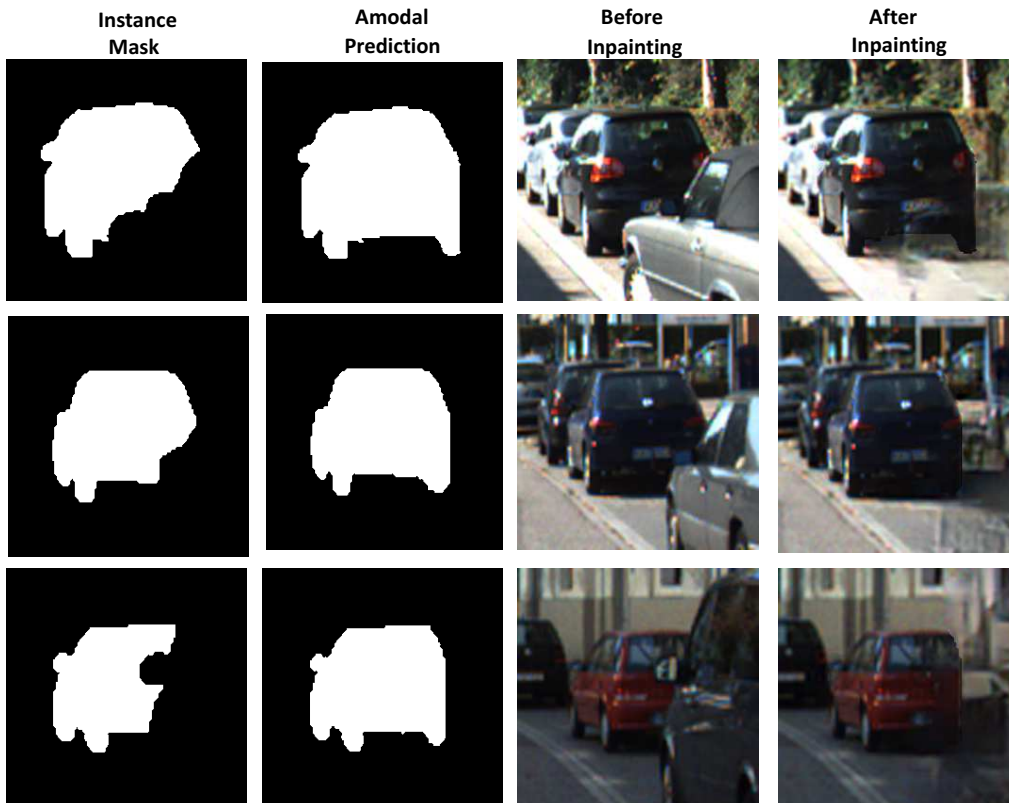 Instance
Mask
Amodal
Prediction
Before
Inpainting
After
Inpainting